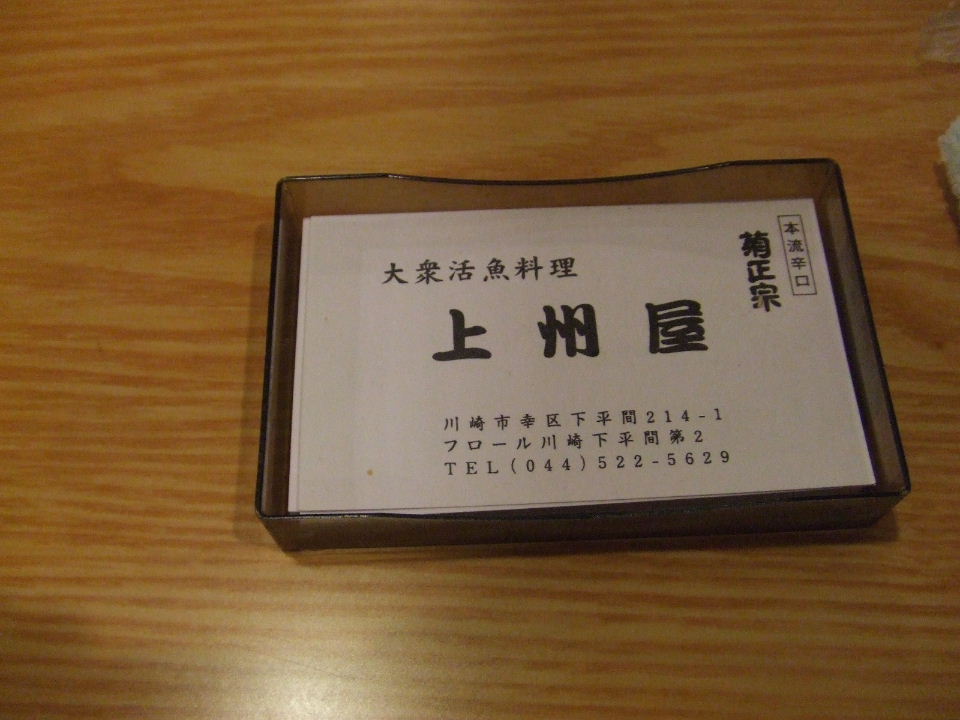 本流辛口
菊正宗
大衆活魚料理
上州屋
川崎市幸区下平間214-1
フロール川崎下平間第2
TEL(044)522-5629